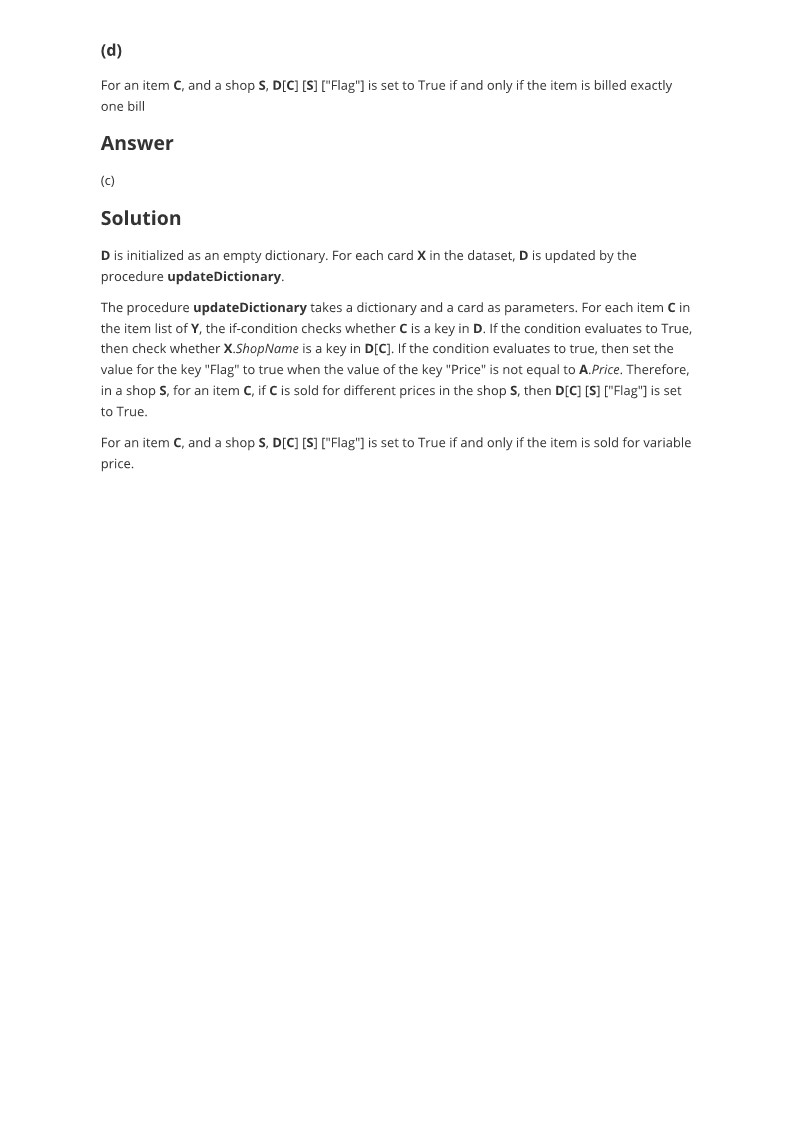 (d)
For an item C, and a shop S, D[C] [S] ["Flag"] is set to True if and only if the item is billed exactly
one bill
Answer
(c)
Solution
D is initialized as an empty dictionary. For each card X in the dataset, D is updated by the
procedure updateDictionary.
The procedure updateDictionary takes a dictionary and a card as parameters. For each item C in
the item list of Y, the if-condition checks whether C is a key in D. If the condition evaluates to True,
then check whether X.ShopName is a key in D[C]. If the condition evaluates to true, then set the
value for the key "Flag" to true when the value of the key "Price" is not equal to A.Price. Therefore,
in a shop S, for an item C, if C is sold for different prices in the shop S, then D[C] [S] ["Flag"] is set
to True.
For an item C, and a shop S, D[C] [S] ["Flag"] is set to True if and only if the item is sold for variable
price.